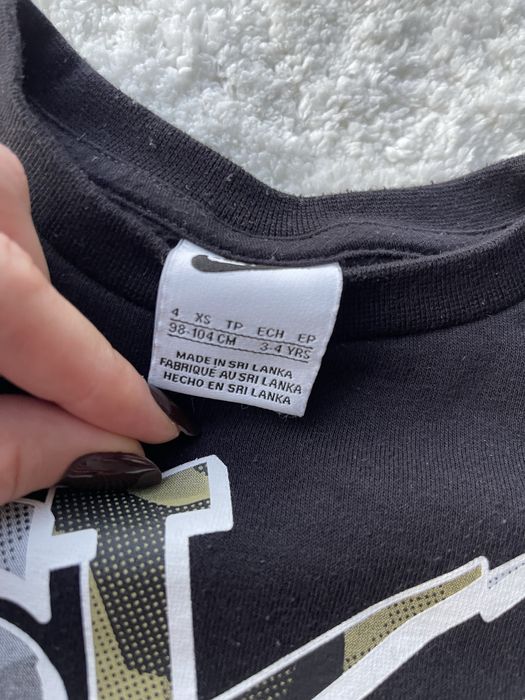 4 XS TP ECH EP
98-104 CM 3-4 YRS
MADE IN SRI LANKA
FABRIQUE AU SRI LANKA
HECHO EN SRI LANKA